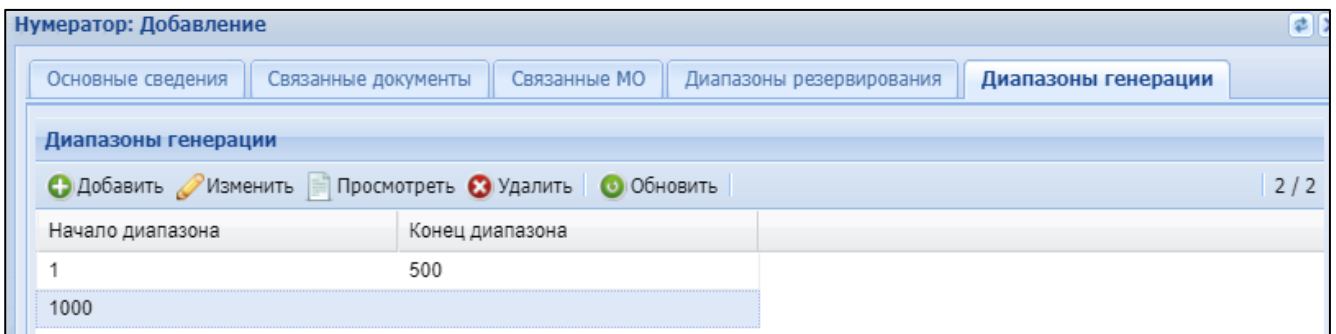 Нумератор: Добавление
Основные сведения Связанные документы Связанные МО Диапазоны резервирования Диапазоны генерации
Диапазоны генерации
Добавить Изменить Просмотреть Удалить Обновить 2 / 2
Начало диапазона Конец диапазона
1 500
1000